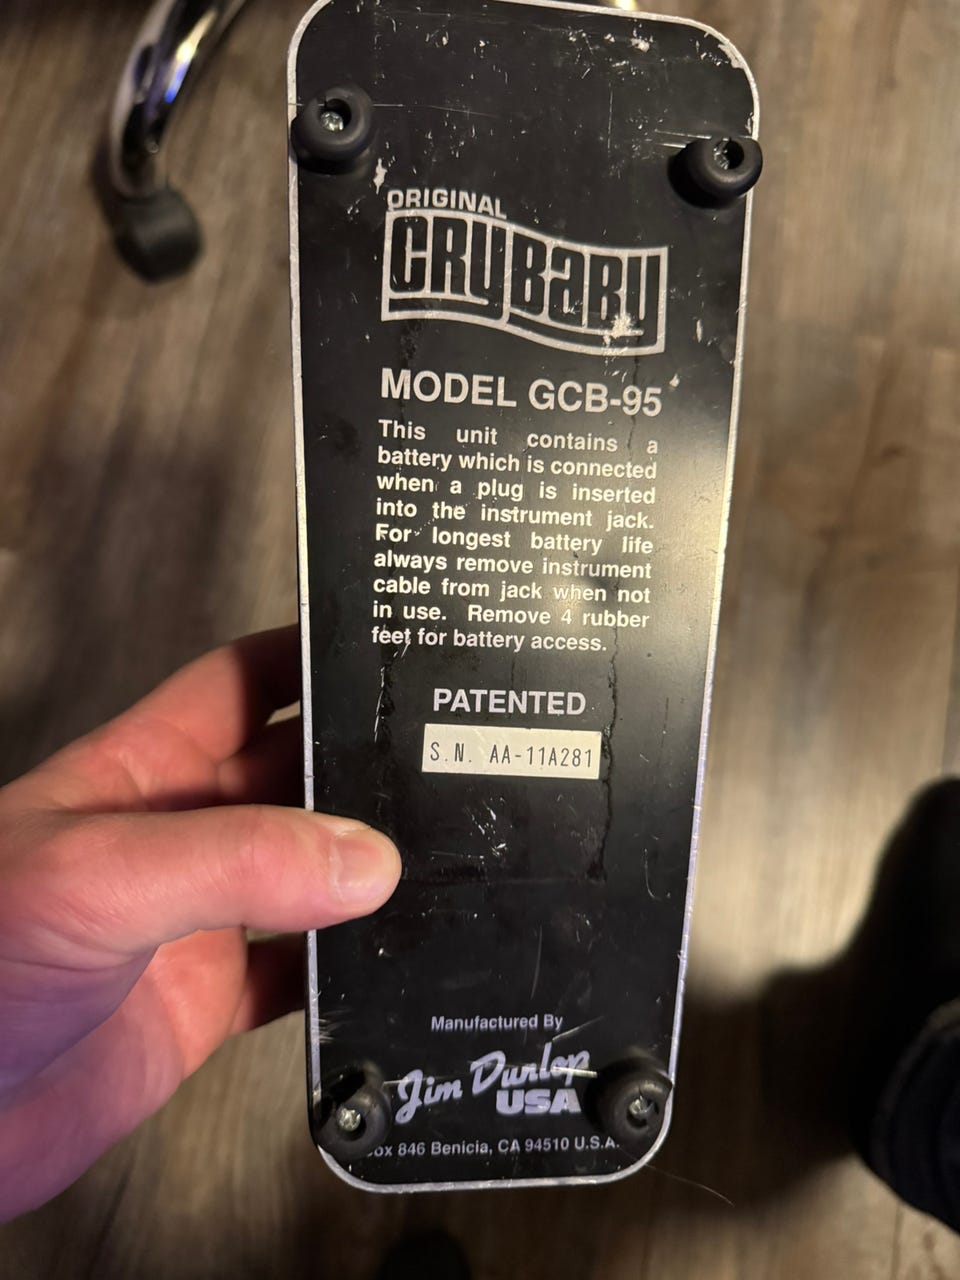 ORIGINAL
CRYBABY
MODEL GCB-95
This unit contains a
battery which is connected
when a plug is inserted
into the instrument jack.
For longest battery life
always remove instrument
cable from jack when not
in use. Remove 4 rubber
feet for battery access.
PATENTED
S.N. AA-11A281
Manufactured By
Jim Dunlop
USA
846 Benicia, CA 94510 U.S.A.